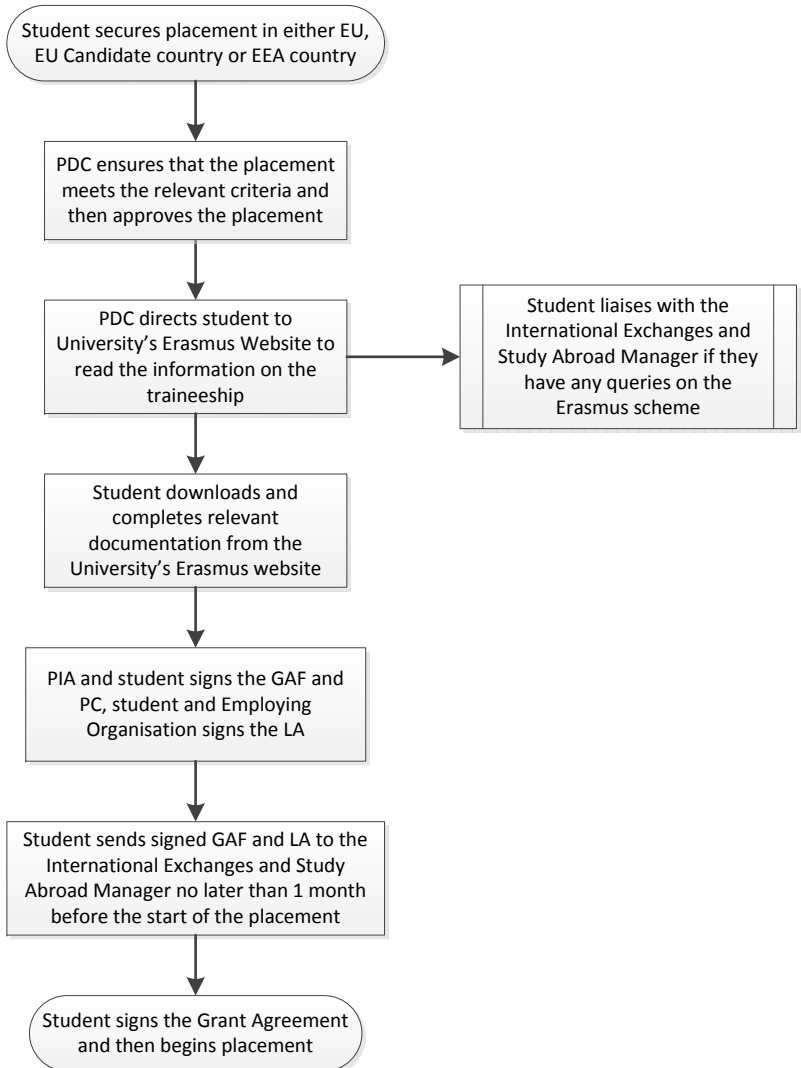 Student secures placement in either EU,
EU Candidate country or EEA country
PDC ensures that the placement
meets the relevant criteria and
then approves the placement
PDC directs student to
University’s Erasmus Website to
read the information on the
traineeship
Student liaises with the
International Exchanges and
Study Abroad Manager if they
have any queries on the
Erasmus scheme
Student downloads and
completes relevant
documentation from the
University’s Erasmus website
PIA and student signs the GAF and
PC, student and Employing
Organisation signs the LA
Student sends signed GAF and LA to the
International Exchanges and Study
Abroad Manager no later than 1 month
before the start of the placement
Student signs the Grant Agreement
and then begins placement